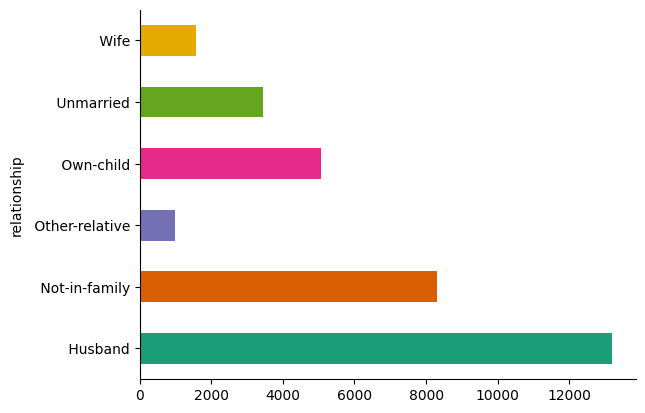 Wife
Unmarried
Own-child
Other-relative
Not-in-family
Husband
relationship
0 2000 4000 6000 8000 10000 12000